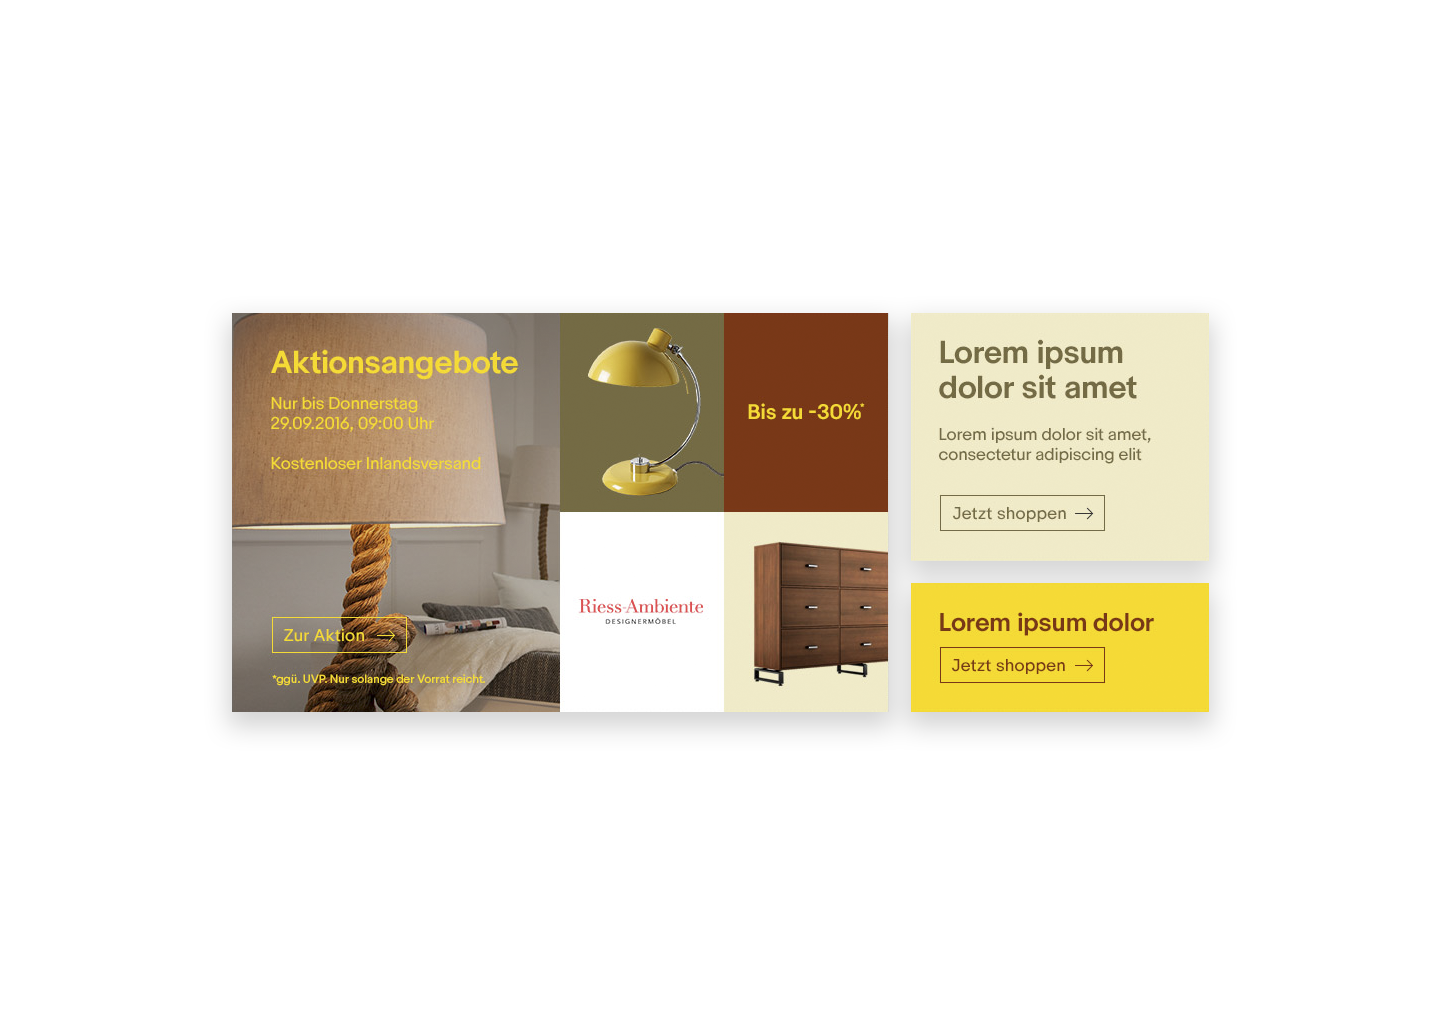 Aktionsangebote
Nur bis Donnerstag
29.09.2016, 09:00 Uhr
Kostenloser Inlandsversand
Zur Aktion
*ggü. UVP. Nur solange der Vorrat reicht.
Bis zu -30%*
Riess-Ambiente
DESIGNERMÖBEL
Lorem ipsum
dolor sit amet
Lorem ipsum dolor sit amet,
consectetur adipiscing elit
Jetzt shoppen
Lorem ipsum dolor
Jetzt shoppen